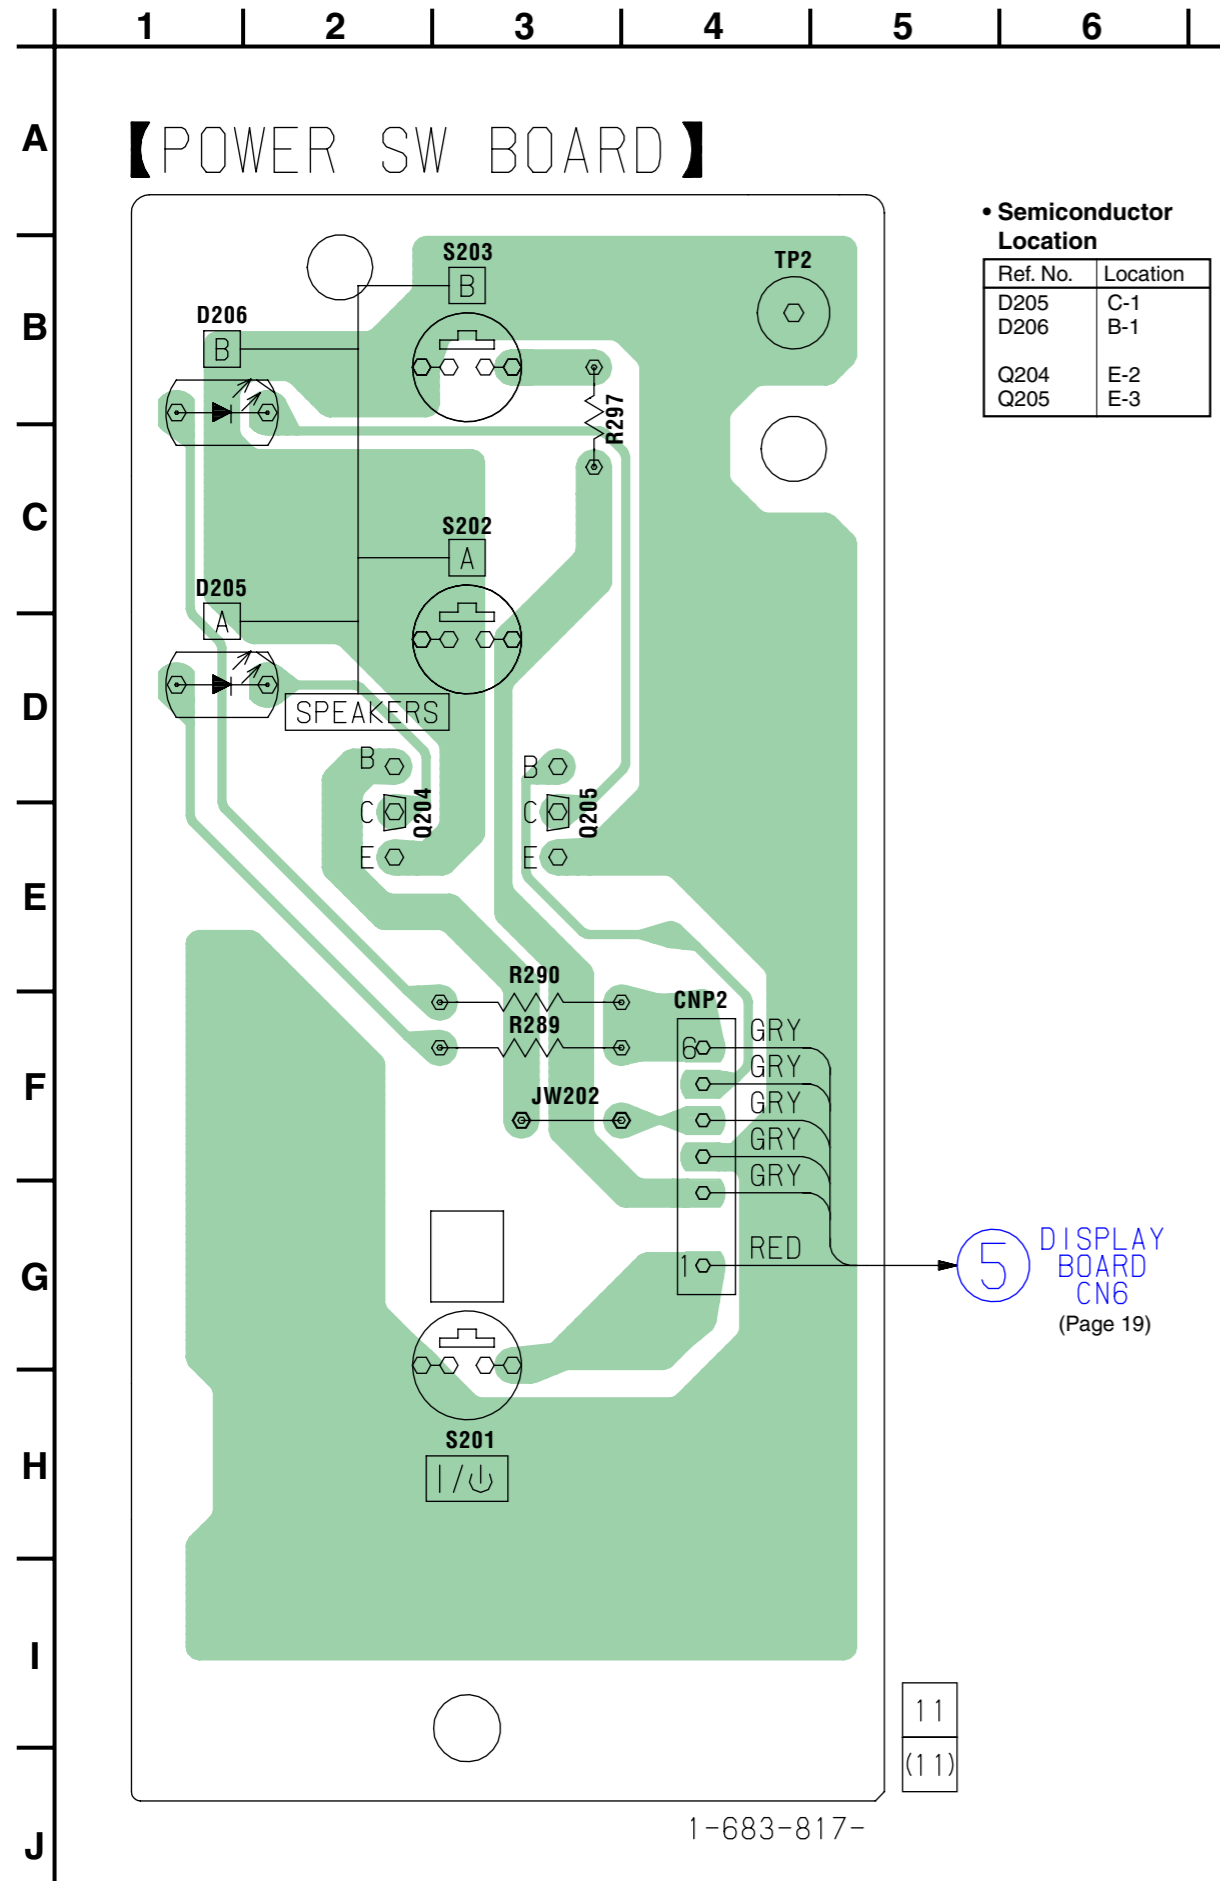 1 2 3 4 5 6
A
【POWER SW BOARD】
• Semiconductor
Location
Ref. No. Location
D205 C-1
D206 B-1
Q204 E-2
Q205 E-3
S203
B
TP2
B
D206
B
R297
C
S202
A
D205
A
D
SPEAKERS
B
B
C
Q204
C
Q205
E
E
E
R290
CNP2
R289
6
GRY
GRY
F
JW202
GRY
GRY
GRY
G
1
RED
5
DISPLAY
BOARD
CN6
(Page 19)
S201
H
I/⏻
I
11
(11)
1-683-817-
J